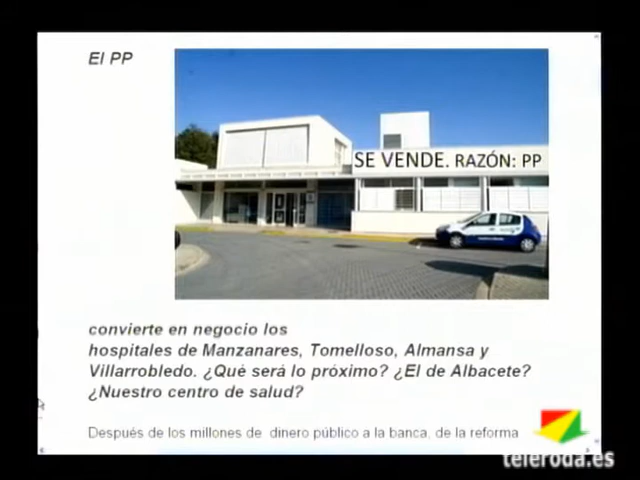 El PP
SE VENDE. RAZÓN: PP
convierte en negocio los
hospitales de Manzanares, Tomelloso, Almansa y
Villarrobledo. ¿Qué será lo próximo? ¿El de Albacete?
¿Nuestro centro de salud?
Después de los millones de dinero público a la banca, de la reforma
teleroda.es